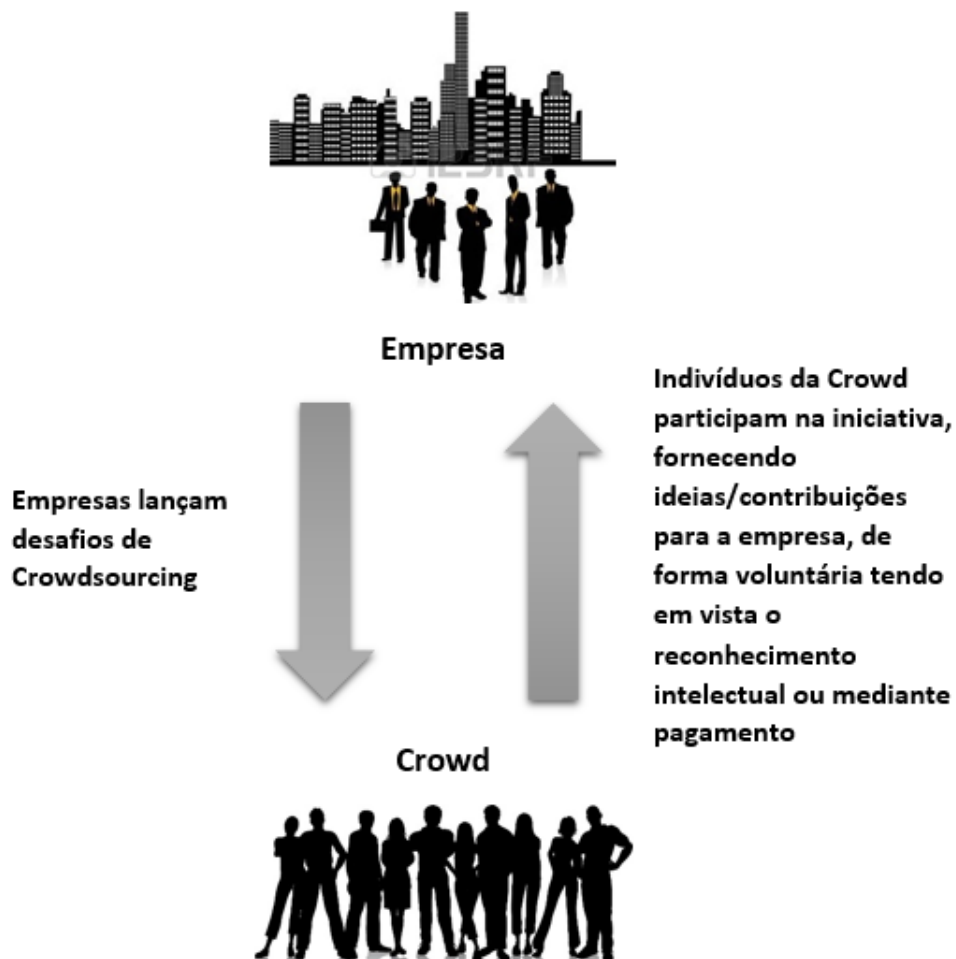 Empresa
Empresas lançam
desafios de
Crowdsourcing
Indivíduos da Crowd
participam na iniciativa,
fornecendo
ideias/contribuições
para a empresa, de
forma voluntária tendo
em vista o
reconhecimento
intelectual ou mediante
pagamento
Crowd